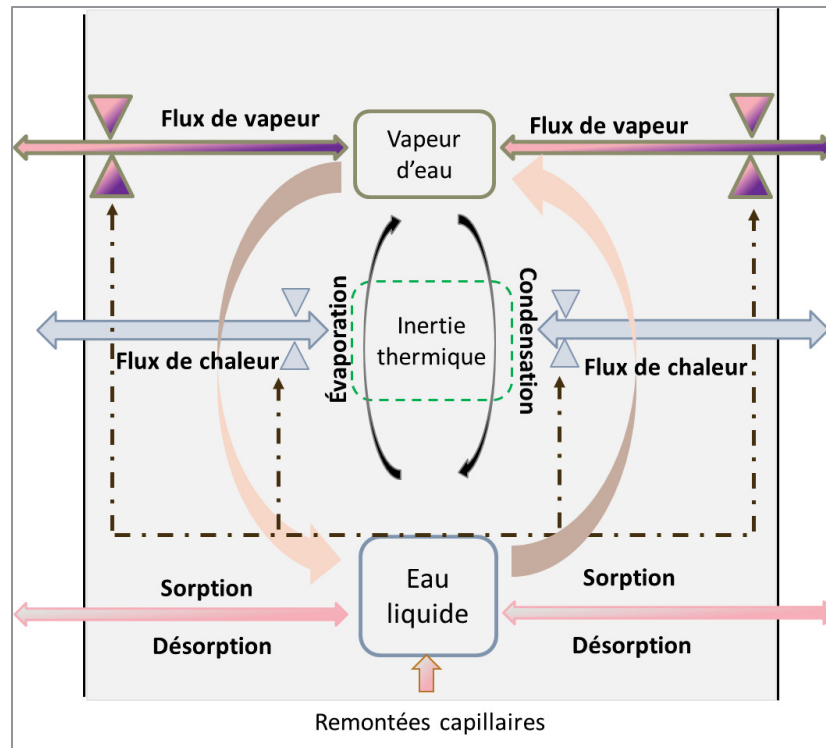 Flux de vapeur
Vapeur
d'eau
Flux de vapeur
Évaporation
Inertie
thermique
Condensation
Flux de chaleur
Flux de chaleur
Sorption
Eau
liquide
Sorption
Désorption
Désorption
Remontées capillaires